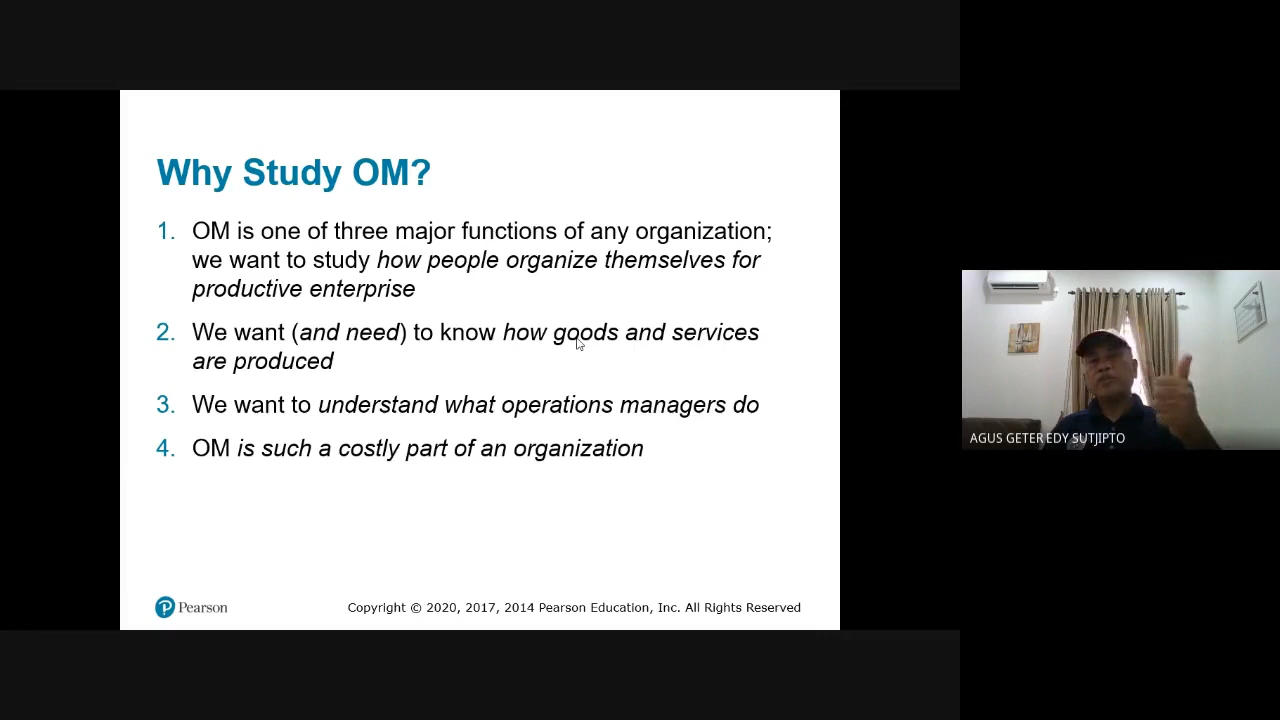 Why Study OM?
1. OM is one of three major functions of any organization;
we want to study how people organize themselves for
productive enterprise
2. We want (and need) to know how goods and services
are produced
3. We want to understand what operations managers do
4. OM is such a costly part of an organization
Pearson
Copyright © 2020, 2017, 2014 Pearson Education, Inc. All Rights Reserved
AGUS GETER EDY SUTJIPTO